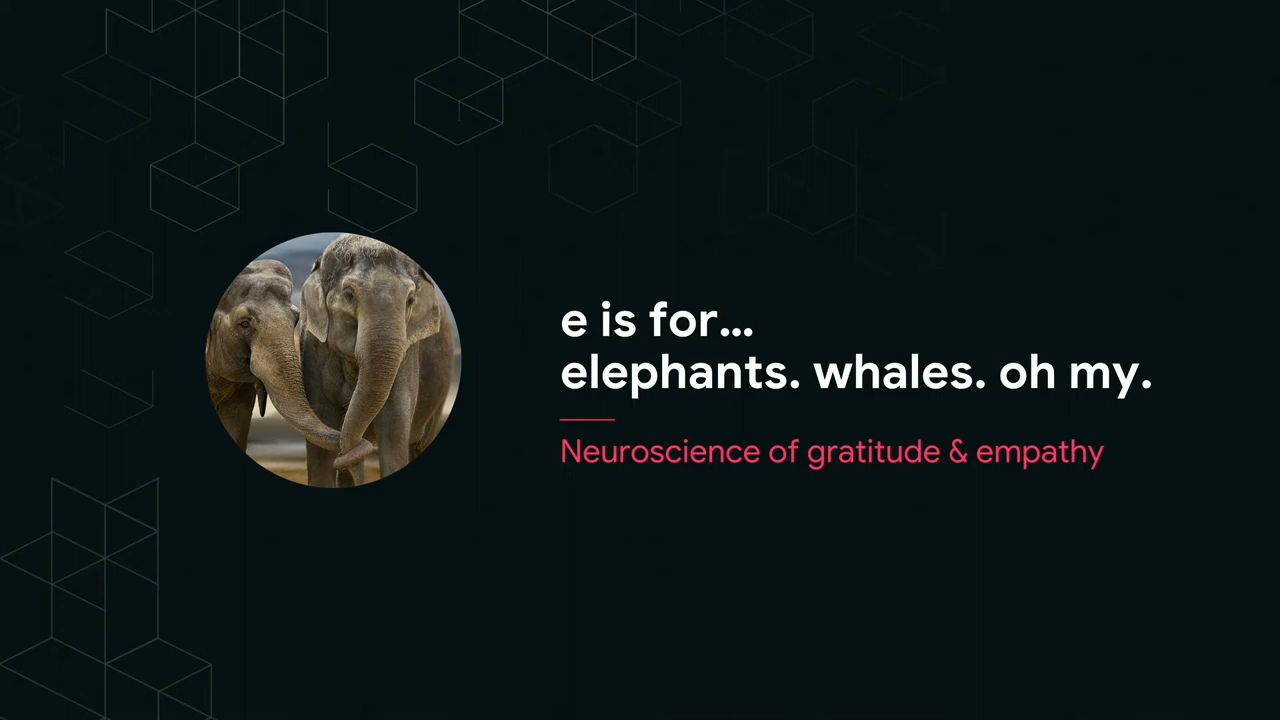 e is for...
elephants. whales. oh my.
Neuroscience of gratitude & empathy